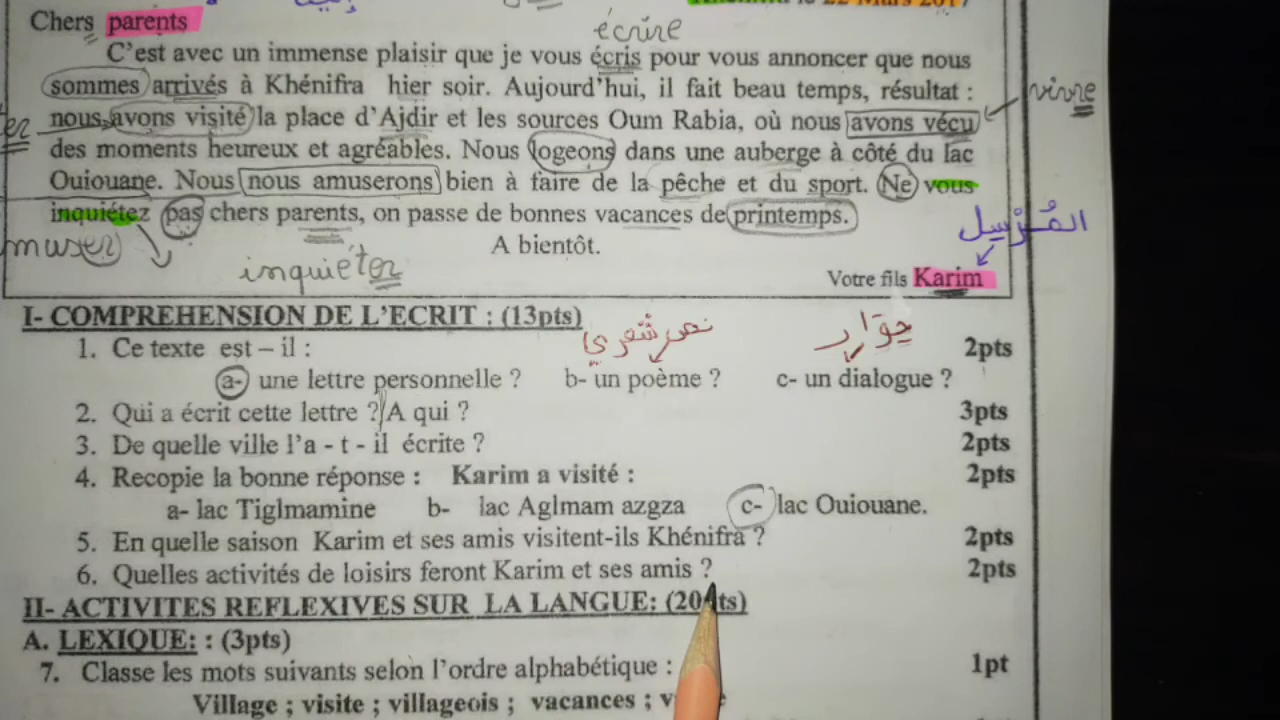 le 22 Mars 2017
Chers parents
écrire
C'est avec un immense plaisir que je vous écris pour vous annoncer que nous
sommes arrivés à Khénifra hier soir. Aujourd'hui, il fait beau temps, résultat :
vivre
nous avons visité la place d'Ajdir et les sources Oum Rabia, où nous avons vécu
des moments heureux et agréables. Nous logeons dans une auberge à côté du lac
Ouiouane. Nous nous amuserons bien à faire de la pêche et du sport. Ne vous
inquiétez pas chers parents, on passe de bonnes vacances de printemps.
المُرْسِل
muser
inquiéter
A bientôt.
Votre fils Karim
I- COMPREHENSION DE L'ECRIT : (13pts)
نص شعري حِوَار
1. Ce texte est – il : 2pts
a- une lettre personnelle ? b- un poème ? c- un dialogue ?
2. Qui a écrit cette lettre ?/A qui ? 3pts
3. De quelle ville l'a - t - il écrite ? 2pts
4. Recopie la bonne réponse : Karim a visité : 2pts
a- lac Tiglmamine b- lac Aglmam azgza c- lac Ouiouane.
5. En quelle saison Karim et ses amis visitent-ils Khénifra ? 2pts
6. Quelles activités de loisirs feront Karim et ses amis ? 2pts
II- ACTIVITES REFLEXIVES SUR LA LANGUE: (20pts)
A. LEXIQUE: : (3pts)
7. Classe les mots suivants selon l'ordre alphabétique : 1pt
Village ; visite ; villageois ; vacances ;